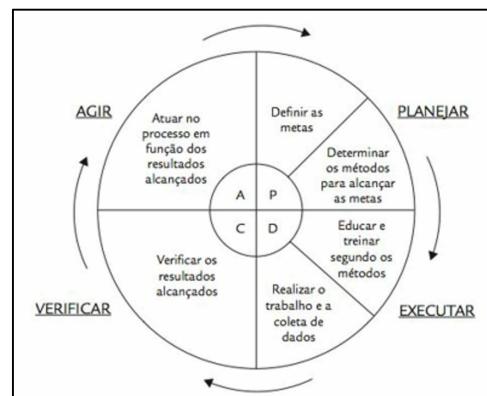 AGIR
Atuar no
processo em
função dos
resultados
alcançados
Definir as
metas
PLANEJAR
Determinar
os métodos
para alcançar
as metas
A
P
C
D
Educar e
treinar
segundo os
métodos
Verificar os
resultados
alcançados
Realizar o
trabalho e a
coleta de
dados
VERIFICAR
EXECUTAR